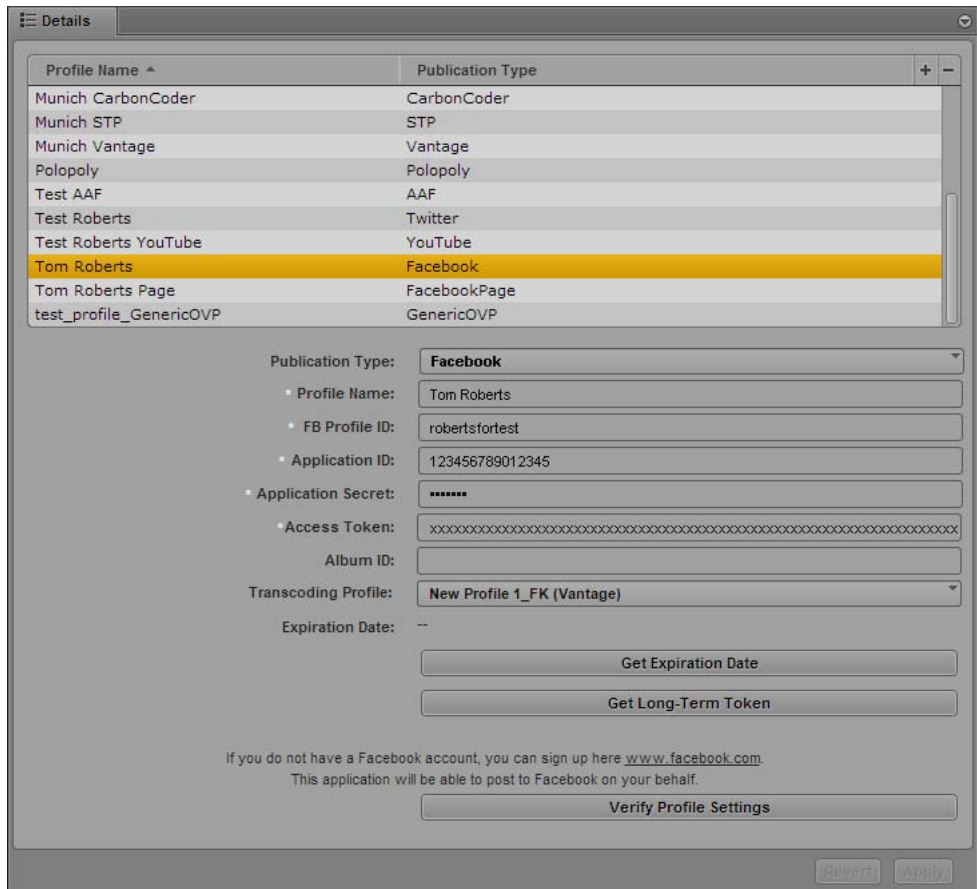 Details
Profile Name Publication Type + −
Munich CarbonCoder CarbonCoder
Munich STP STP
Munich Vantage Vantage
Polopoly Polopoly
Test AAF AAF
Test Roberts Twitter
Test Roberts YouTube YouTube
Tom Roberts Facebook
Tom Roberts Page FacebookPage
test_profile_GenericOVP GenericOVP
Publication Type: Facebook
* Profile Name: Tom Roberts
* FB Profile ID: robertsfortest
* Application ID: 123456789012345
* Application Secret: •••••••
*Access Token: xxxxxxxxxxxxxxxxxxxxxxxxxxxxxxxxxxxxxxxxxxxxxxxxxxxxxxxxxxxxxxxxxxxx
Album ID:
Transcoding Profile: New Profile 1_FK (Vantage)
Expiration Date: --
Get Expiration Date
Get Long-Term Token
If you do not have a Facebook account, you can sign up here www.facebook.com.
This application will be able to post to Facebook on your behalf.
Verify Profile Settings
Revert Apply